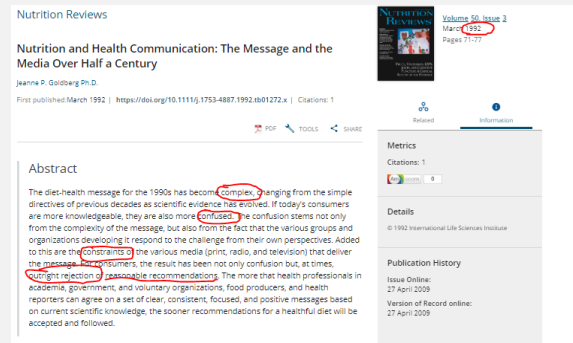 Nutrition Reviews
Nutrition and Health Communication: The Message and the
Media Over Half a Century
Jeanne P. Goldberg Ph.D.
First published:March 1992 | https://doi.org/10.1111/j.1753-4887.1992.tb01272.x | Citations: 1
PDF TOOLS SHARE
Abstract
The diet-health message for the 1990s has become complex, changing from the simple
directives of previous decades as scientific evidence has evolved. If today's consumers
are more knowledgeable, they are also more confused. The confusion stems not only
from the complexity of the message, but also from the fact that the various groups and
organizations developing it respond to the challenge from their own perspectives. Added
to this are the constraints of the various media (print, radio, and television) that deliver
the message. For consumers, the result has been not only confusion but, at times,
outright rejection of reasonable recommendations. The more that health professionals in
academia, government, and voluntary organizations, food producers, and health
reporters can agree on a set of clear, consistent, focused, and positive messages based
on current scientific knowledge, the sooner recommendations for a healthful diet will be
accepted and followed.
NUTRITION
REVIEWS
Volume 50, Issue 3
March 1992
Pages 71-77
Related
Information
Metrics
Citations: 1
Am score 0
Details
© 1992 International Life Sciences Institute
Publication History
Issue Online:
27 April 2009
Version of Record online:
27 April 2009